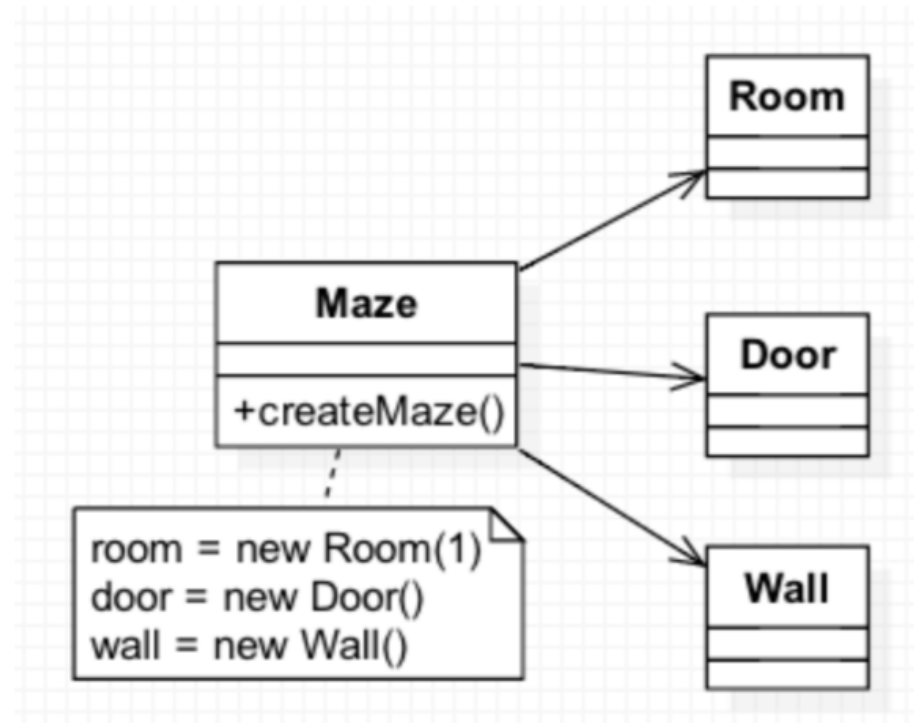 Room
Maze
+createMaze()
Door
room = new Room(1)
door = new Door()
wall = new Wall()
Wall